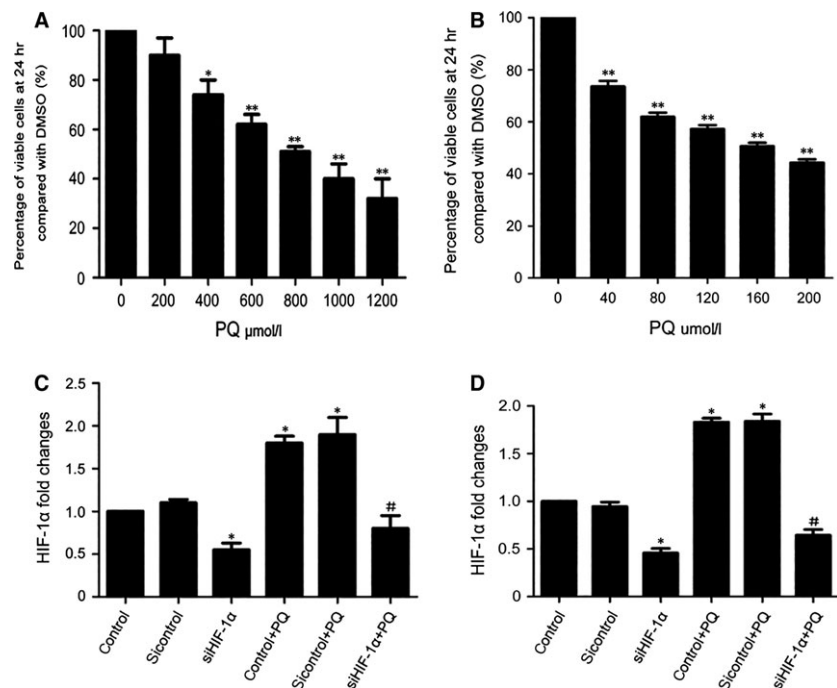 A
Percentage of viable cells at 24 hr
compared with DMSO (%)
100
80
60
40
20
0
*
**
**
**
**
0 200 400 600 800 1000 1200
PQ µmol/l
B
Percentage of viable cells at 24 hr
compared with DMSO (%)
100
80
60
40
20
0
**
**
**
**
**
0 40 80 120 160 200
PQ umol/l
C
HIF-1α fold changes
2.5
2.0
1.5
1.0
0.5
0.0
*
*
*
#
Control
Sicontrol
siHIF-1α
Control+PQ
Sicontrol+PQ
siHIF-1α+PQ
D
HIF-1α fold changes
2.0
1.5
1.0
0.5
0.0
*
*
*
#
Control
Sicontrol
siHIF-1α
Control+PQ
Sicontrol+PQ
siHIF-1α+PQ